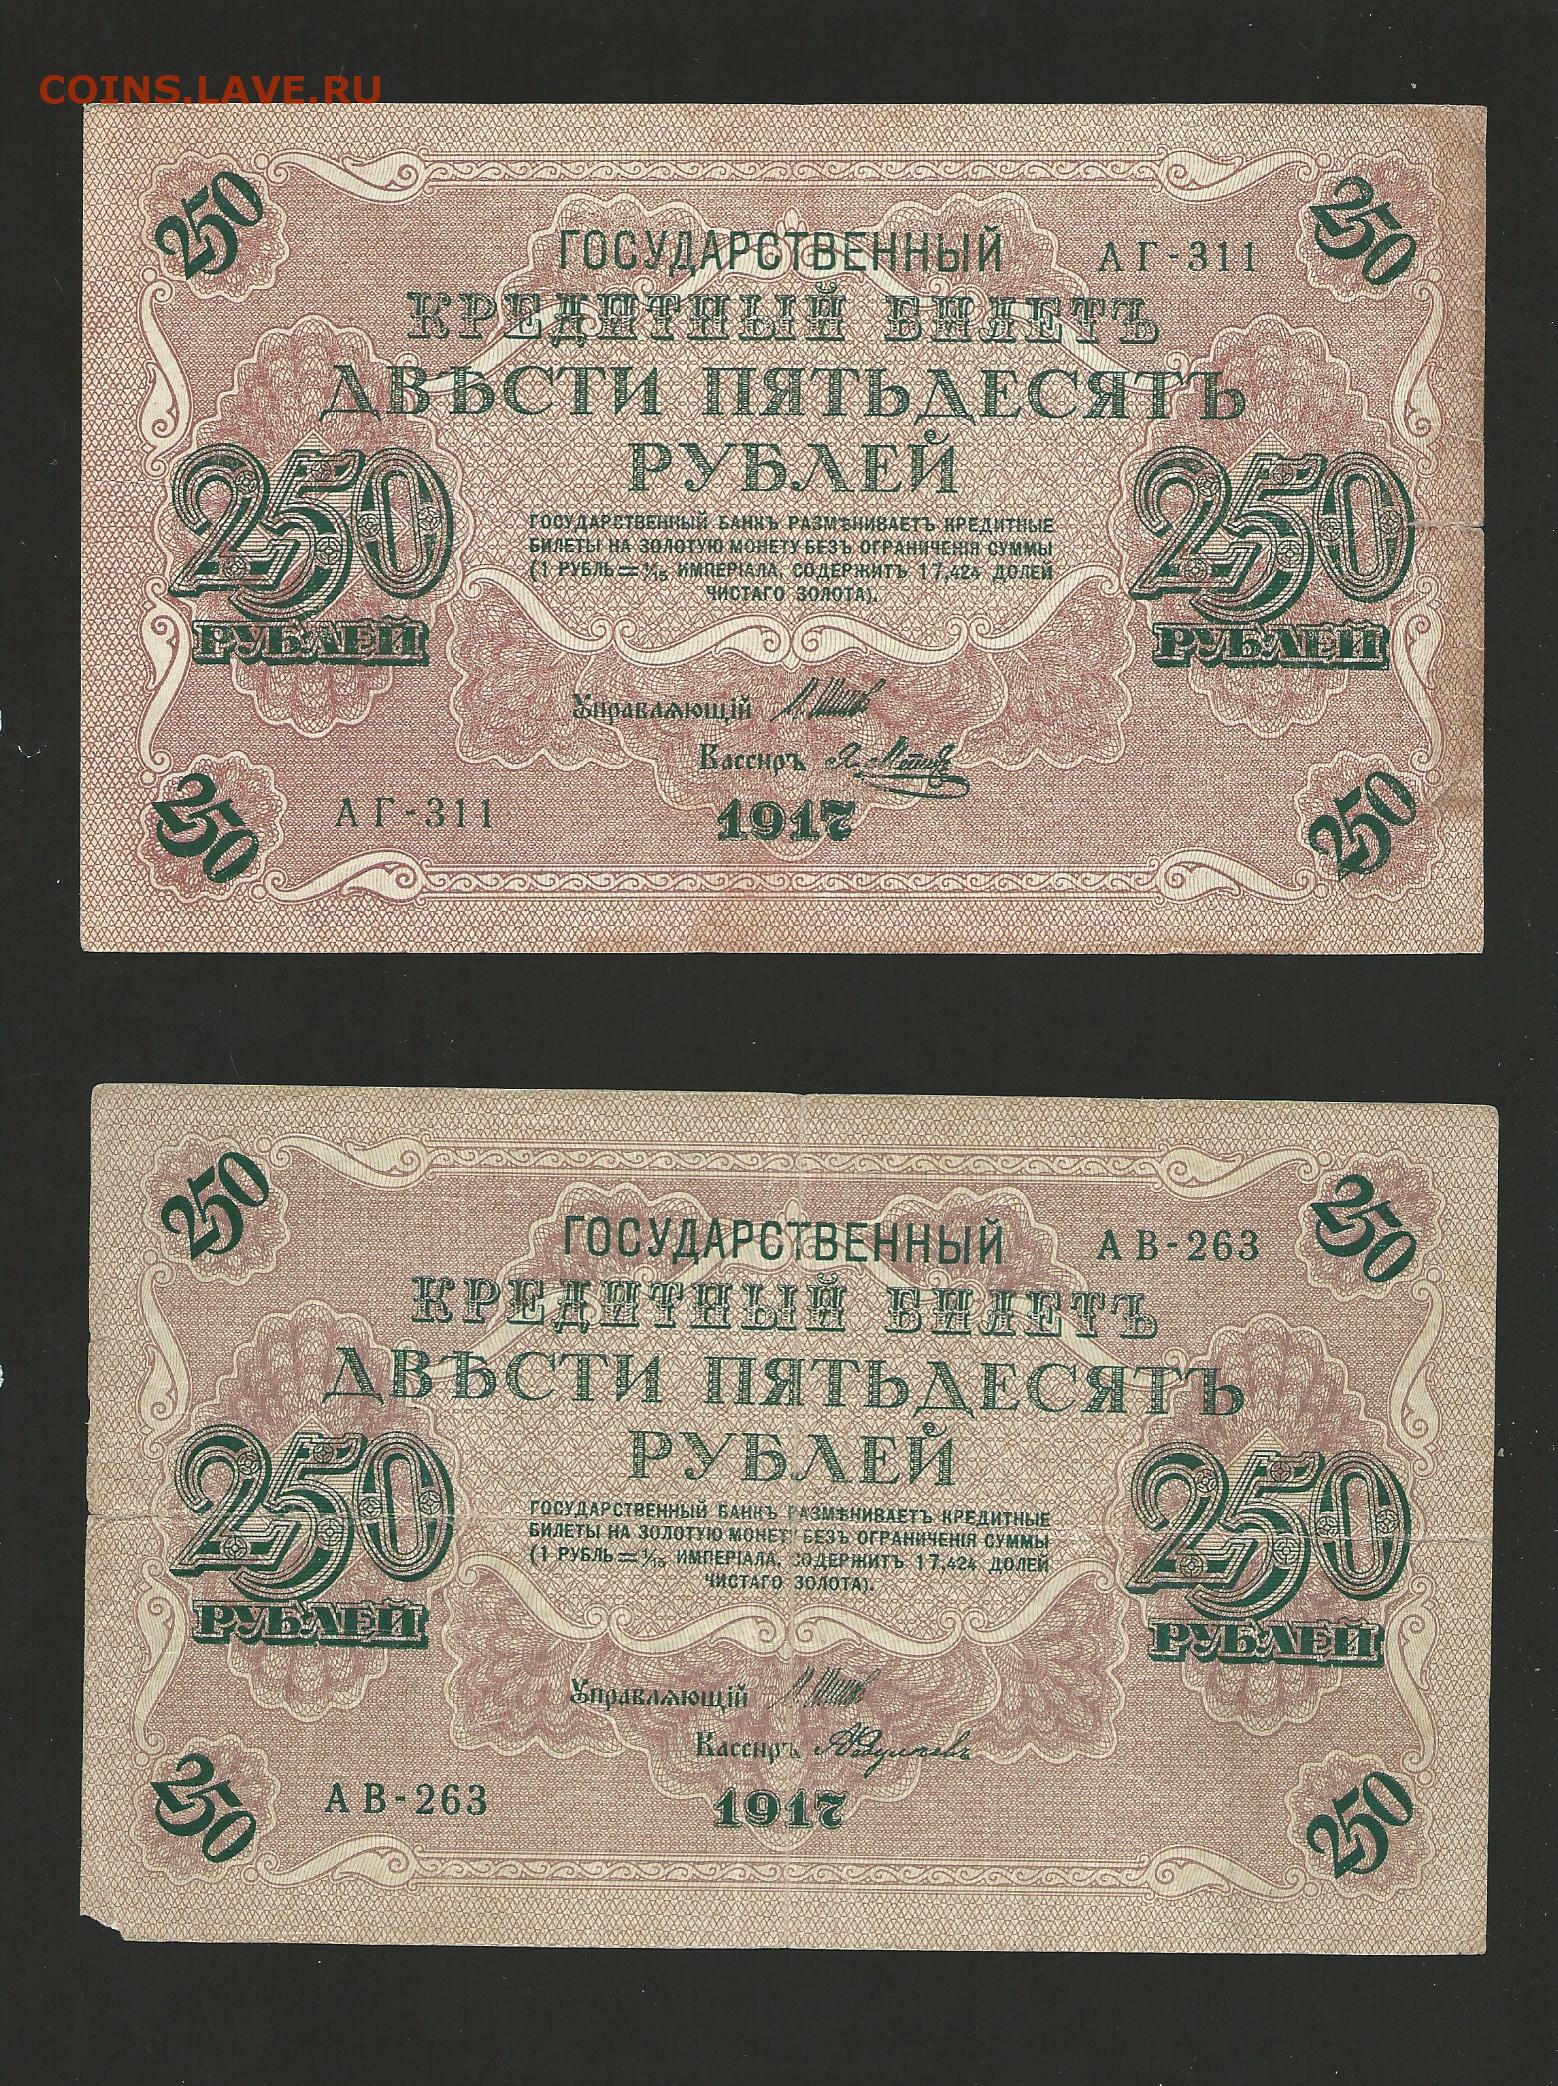 COINS.LAVE.RU
250
250
ГОСУДАРСТВЕННЫЙ
АГ-311
КРЕДИТНЫЙ БИЛЕТЪ
ДВѢСТИ ПЯТЬДЕСЯТЪ
РУБЛЕЙ
250
РУБЛЕЙ
250
РУБЛЕЙ
ГОСУДАРСТВЕННЫЙ БАНКЪ РАЗМѢНИВАЕТЪ КРЕДИТНЫЕ
БИЛЕТЫ НА ЗОЛОТУЮ МОНЕТУ БЕЗЪ ОГРАНИЧЕНІЯ СУММЫ
(1 РУБЛЬ = 1/15 ИМПЕРІАЛА, СОДЕРЖИТЪ 17,424 ДОЛЕЙ
ЧИСТАГО ЗОЛОТА).
Управляющій
Кассиръ
АГ-311
1917
250
250
250
250
ГОСУДАРСТВЕННЫЙ
АВ-263
КРЕДИТНЫЙ БИЛЕТЪ
ДВѢСТИ ПЯТЬДЕСЯТЪ
РУБЛЕЙ
250
РУБЛЕЙ
250
РУБЛЕЙ
ГОСУДАРСТВЕННЫЙ БАНКЪ РАЗМѢНИВАЕТЪ КРЕДИТНЫЕ
БИЛЕТЫ НА ЗОЛОТУЮ МОНЕТУ БЕЗЪ ОГРАНИЧЕНІЯ СУММЫ
(1 РУБЛЬ = 1/15 ИМПЕРІАЛА, СОДЕРЖИТЪ 17,424 ДОЛЕЙ
ЧИСТАГО ЗОЛОТА).
Управляющій
Кассиръ
АВ-263
1917
250
250